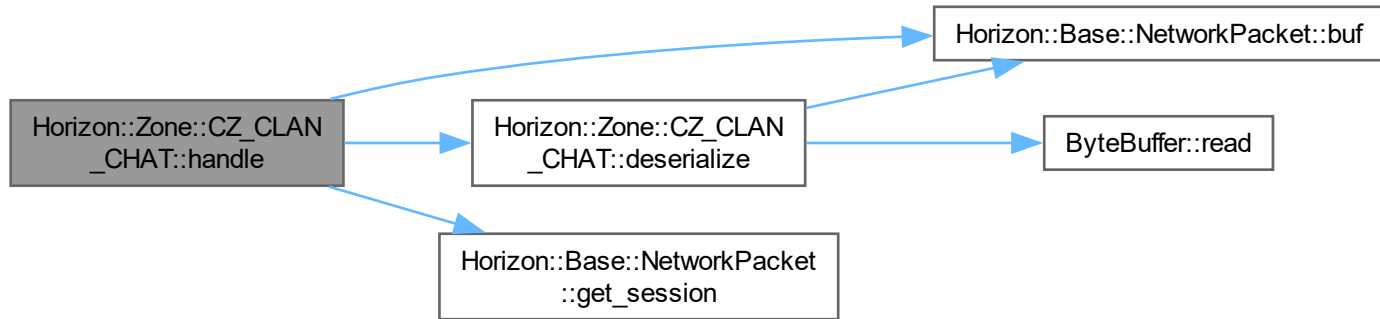 Horizon::Zone::CZ_CLAN
_CHAT::handle
Horizon::Zone::CZ_CLAN
_CHAT::deserialize
Horizon::Base::NetworkPacket::buf
ByteBuffer::read
Horizon::Base::NetworkPacket
::get_session